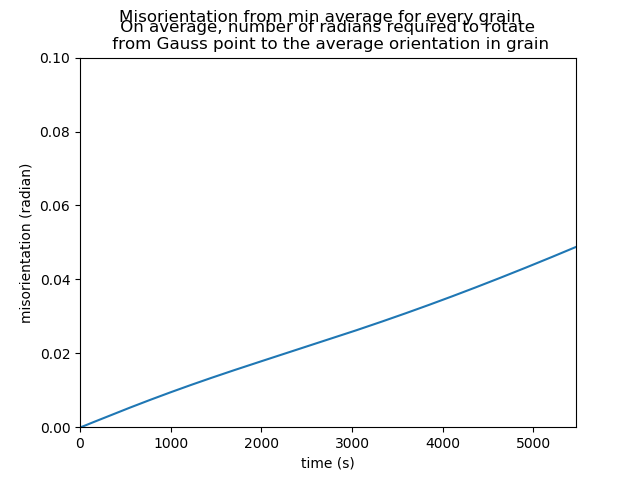 Misorientation from min average for every grain
On average, number of radians required to rotate
from Gauss point to the average orientation in grain
0.10
0.08
0.06
0.04
0.02
0.00
misorientation (radian)
0 1000 2000 3000 4000 5000
time (s)